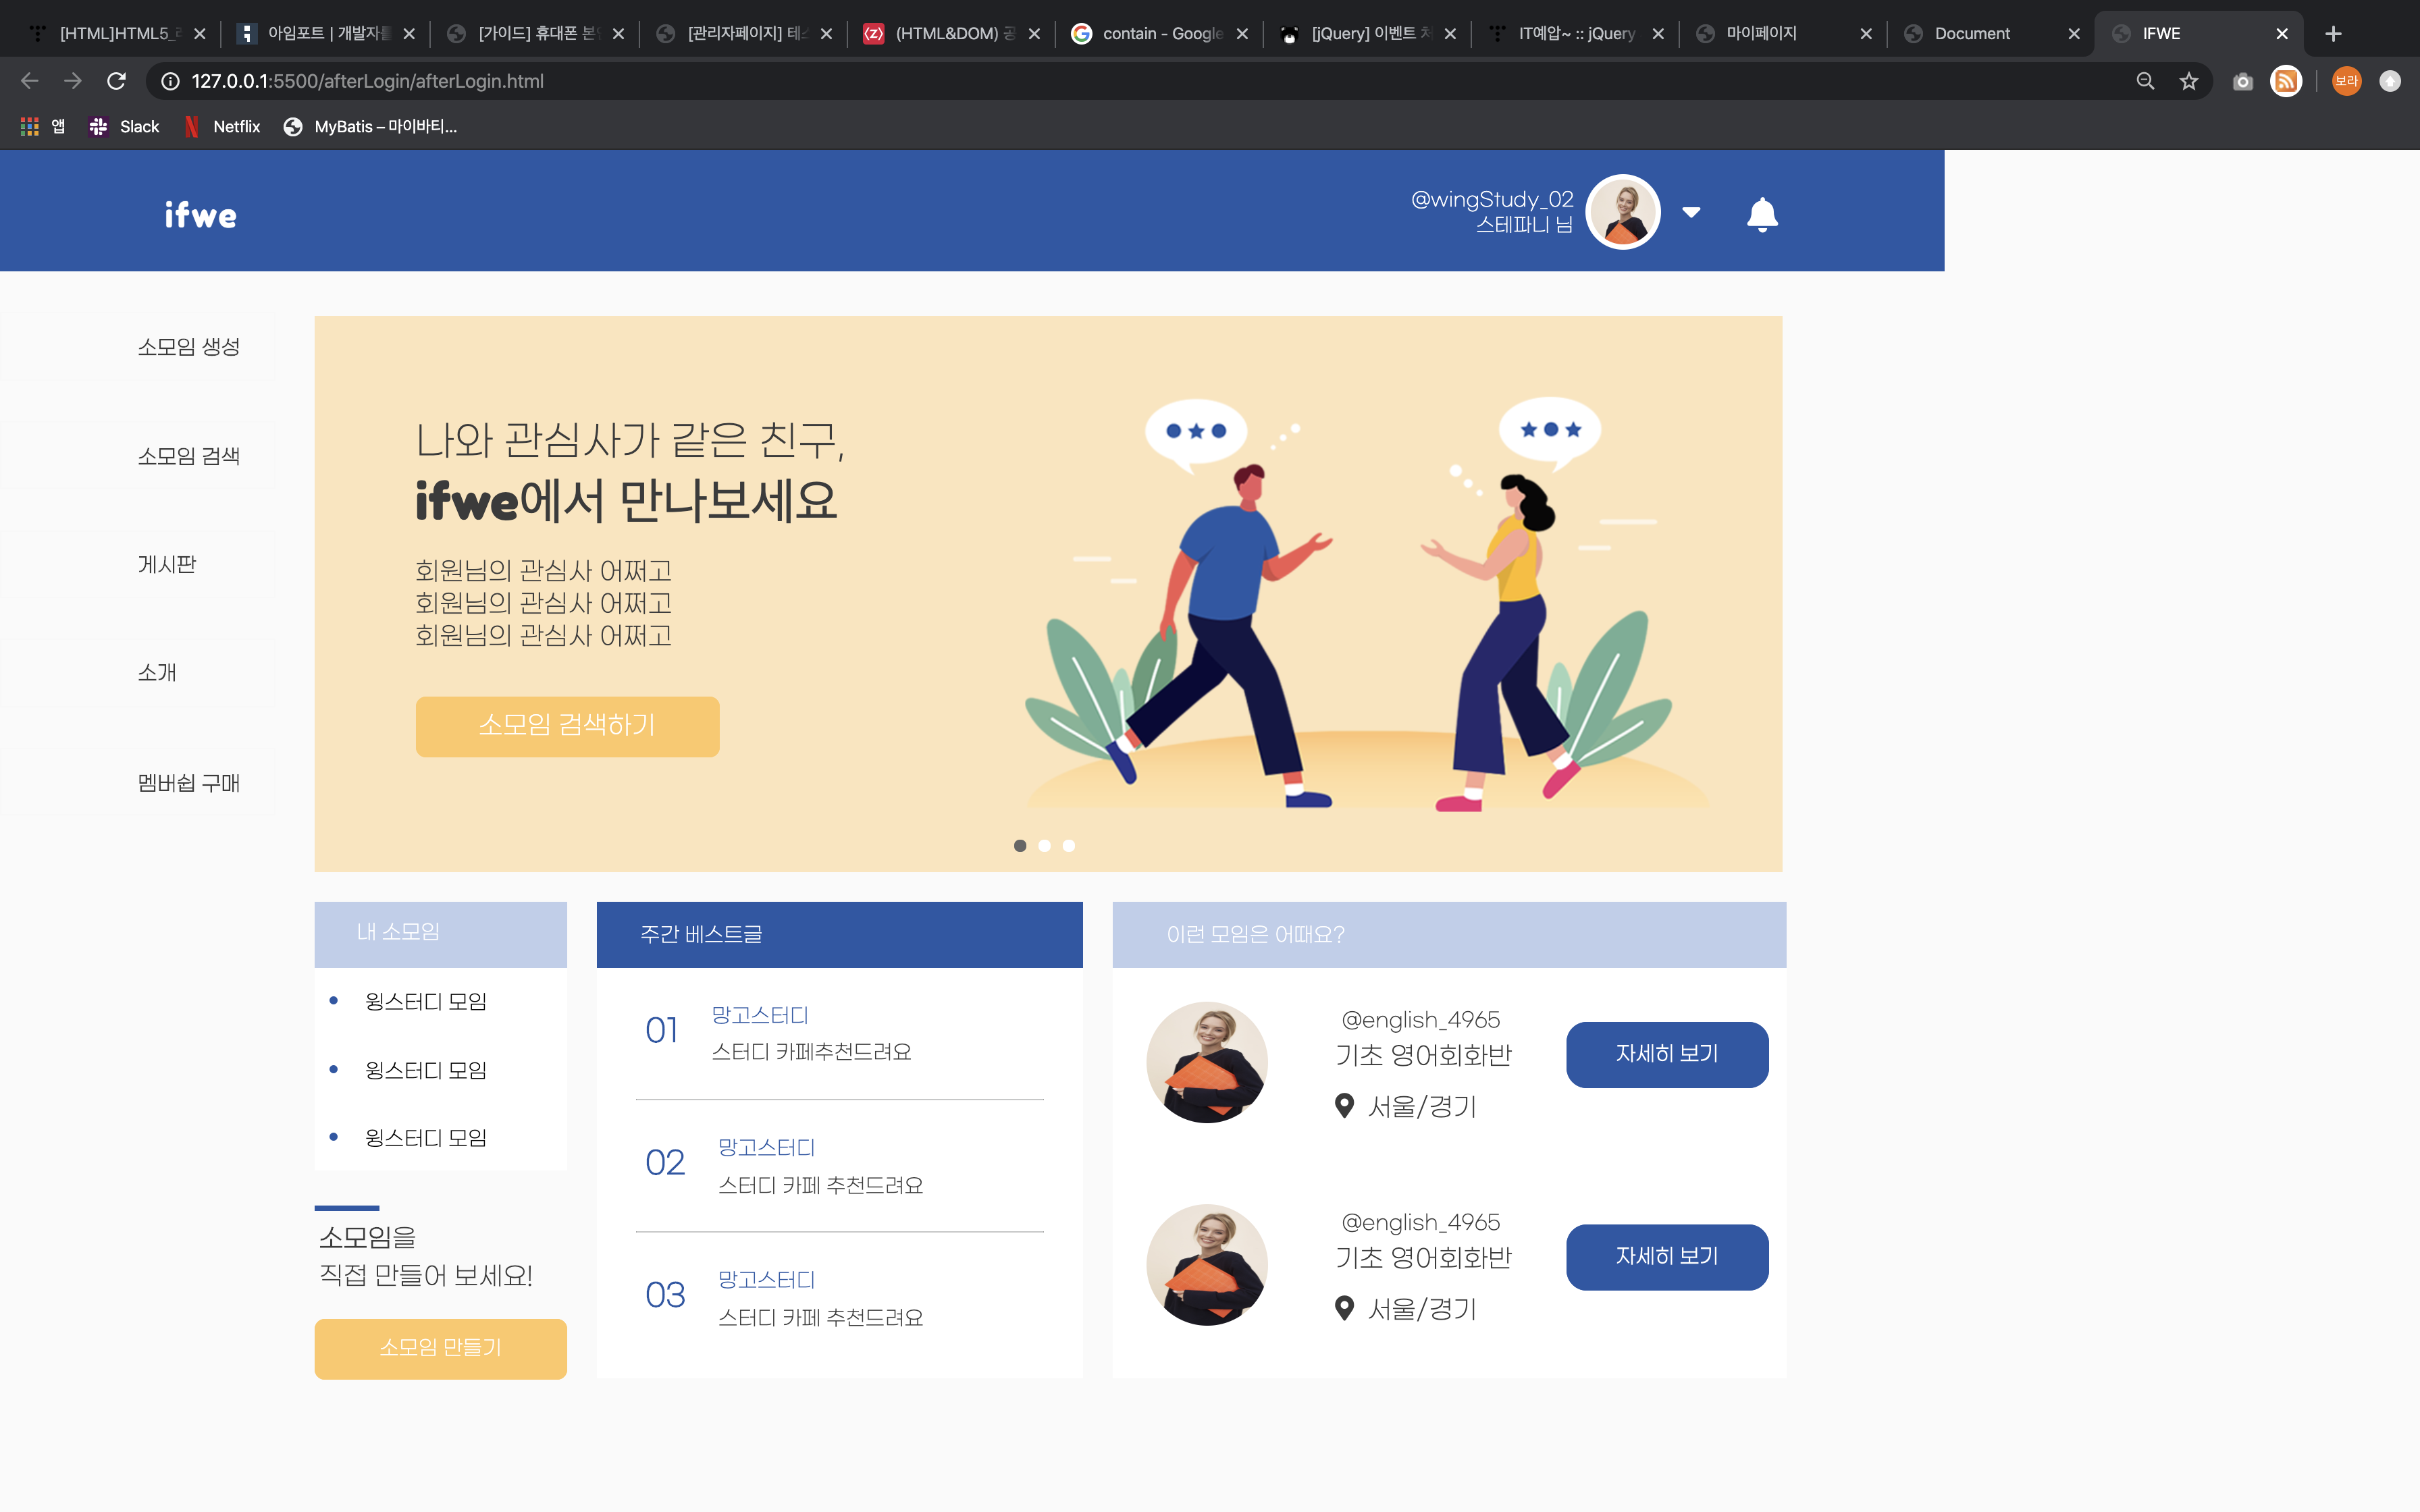 [HTML]HTML5_
아임포트 | 개발자를
[가이드] 휴대폰 본인
[관리자페이지] 테스
(HTML&DOM) 공
contain - Google
[jQuery] 이벤트 처
IT예압~ :: jQuery
마이페이지
Document
IFWE
127.0.0.1:5500/afterLogin/afterLogin.html
보라
앱
Slack
Netflix
MyBatis – 마이바티...
ifwe
@wingStudy_02
스테파니 님
소모임 생성
소모임 검색
게시판
소개
멤버쉽 구매
나와 관심사가 같은 친구,
ifwe에서 만나보세요
회원님의 관심사 어쩌고
회원님의 관심사 어쩌고
회원님의 관심사 어쩌고
소모임 검색하기
내 소모임
윙스터디 모임
윙스터디 모임
윙스터디 모임
소모임을
직접 만들어 보세요!
소모임 만들기
주간 베스트글
01
망고스터디
스터디 카페추천드려요
02
망고스터디
스터디 카페 추천드려요
03
망고스터디
스터디 카페 추천드려요
이런 모임은 어때요?
@english_4965
기초 영어회화반
서울/경기
자세히 보기
@english_4965
기초 영어회화반
서울/경기
자세히 보기